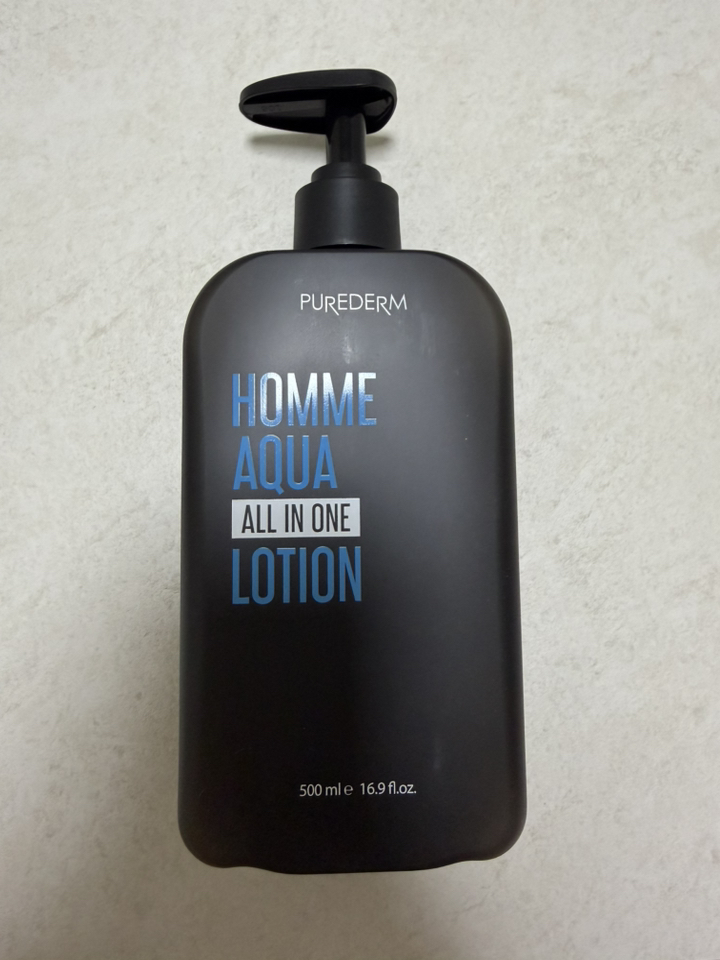 PUREDERM
HOMME
AQUA
ALL IN ONE
LOTION
500 ml ℮ 16.9 fl.oz.